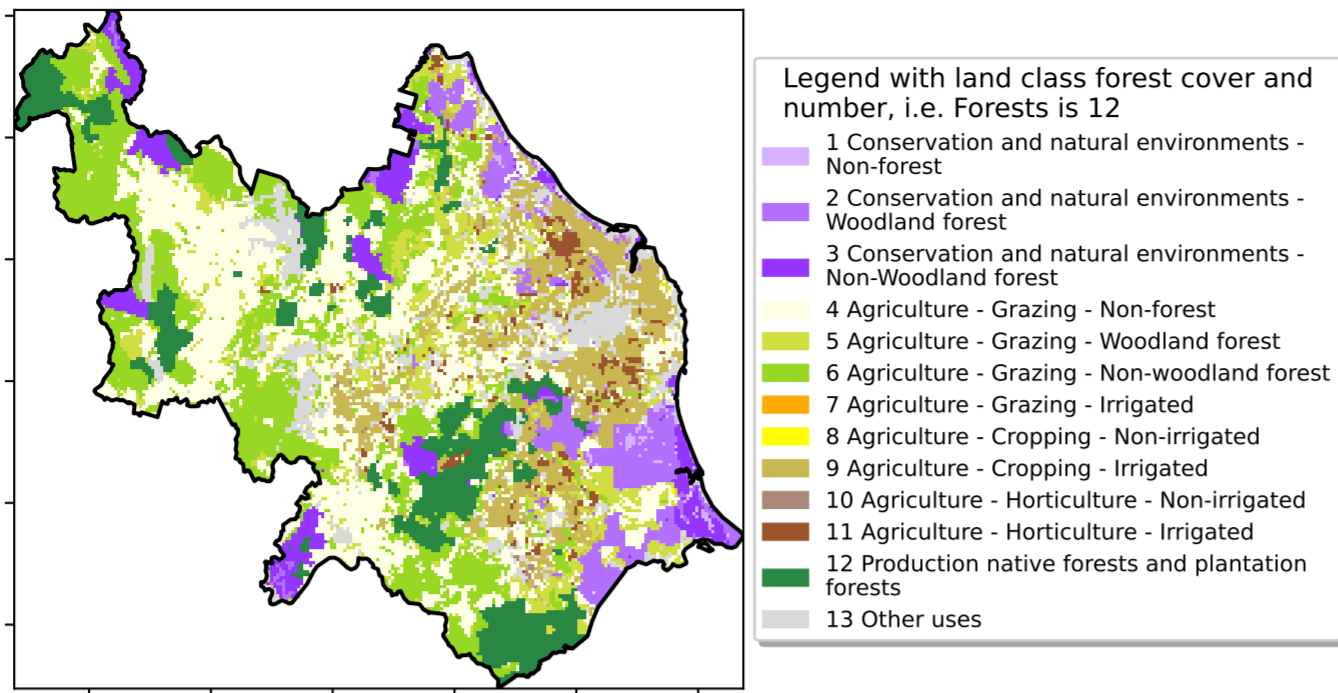 Legend with land class forest cover and
number, i.e. Forests is 12
1 Conservation and natural environments -
Non-forest
2 Conservation and natural environments -
Woodland forest
3 Conservation and natural environments -
Non-Woodland forest
4 Agriculture - Grazing - Non-forest
5 Agriculture - Grazing - Woodland forest
6 Agriculture - Grazing - Non-woodland forest
7 Agriculture - Grazing - Irrigated
8 Agriculture - Cropping - Non-irrigated
9 Agriculture - Cropping - Irrigated
10 Agriculture - Horticulture - Non-irrigated
11 Agriculture - Horticulture - Irrigated
12 Production native forests and plantation
forests
13 Other uses